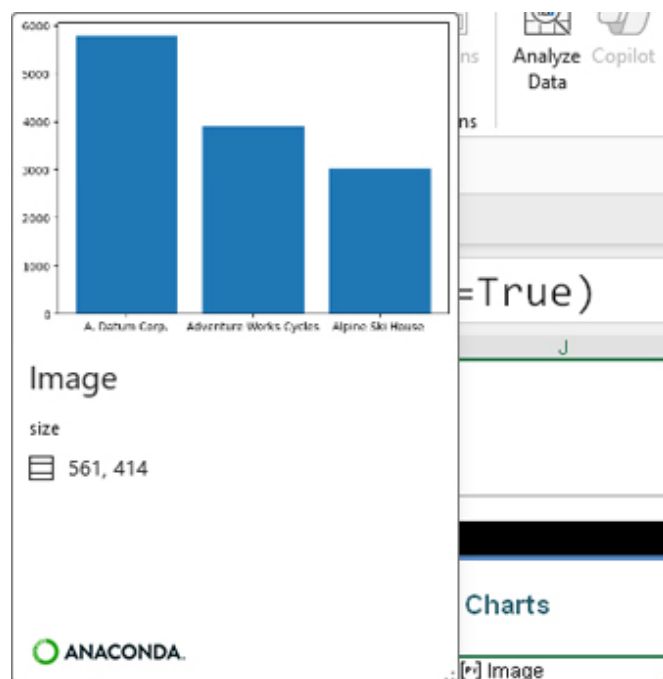 6000
5000
4000
3000
2000
1000
0
A. Datum Corp. Adventure Works Cycles Alpine Ski House
Image
size
561, 414
ANACONDA.
ns
Analyze
Data
Copilot
ns
=True)
J
Charts
[PY] Image